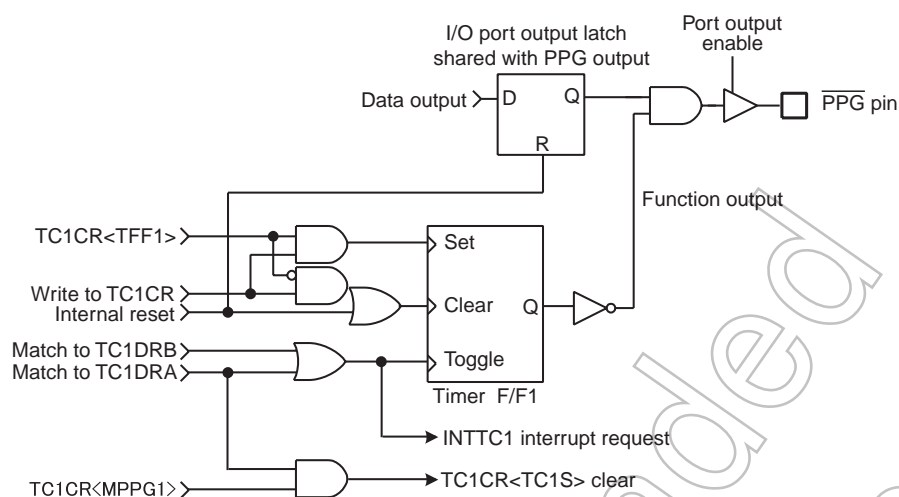 I/O port output latch
shared with PPG output
Port output
enable
Data output
D
Q
R
PPG pin
Function output
TC1CR<TFF1>
Set
Write to TC1CR
Internal reset
Clear
Q
Match to TC1DRB
Match to TC1DRA
Toggle
Timer F/F1
INTTC1 interrupt request
TC1CR<TC1S> clear
TC1CR<MPPG1>
nded